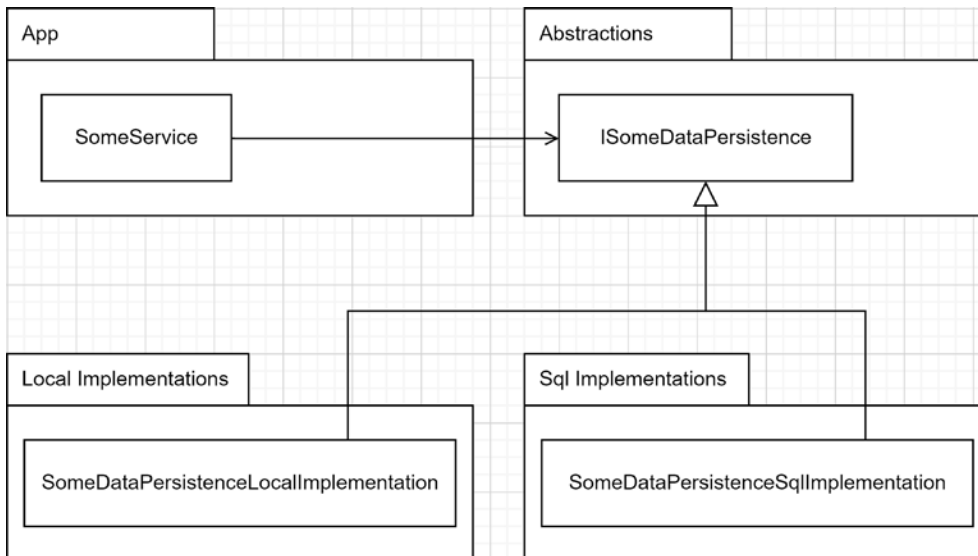 App
Abstractions
SomeService
ISomeDataPersistence
Local Implementations
Sql Implementations
SomeDataPersistenceLocalImplementation
SomeDataPersistenceSqlImplementation